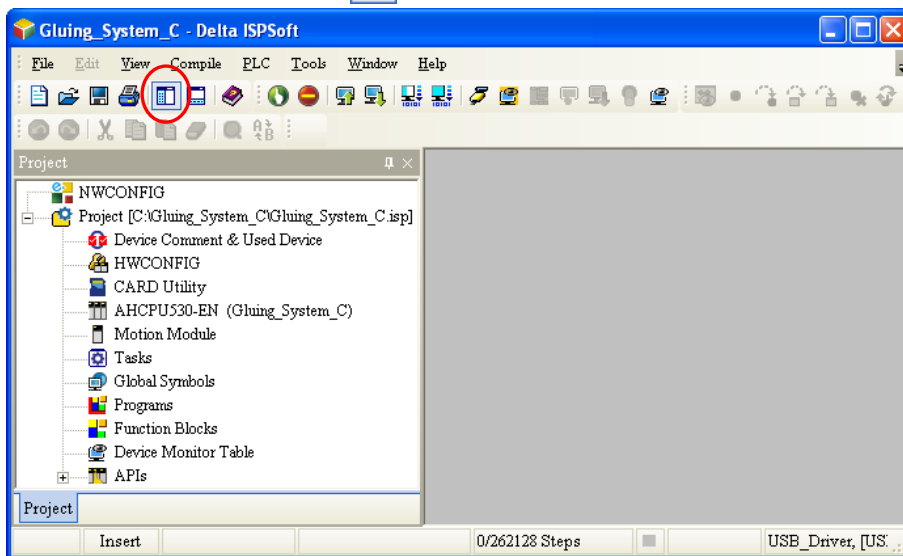 Gluing_System_C - Delta ISPSoft
File Edit View Compile PLC Tools Window Help
Project
NWCONFIG
Project [C:\Gluing_System_C\Gluing_System_C.isp]
Device Comment & Used Device
HWCONFIG
CARD Utility
AHCPU530-EN (Gluing_System_C)
Motion Module
Tasks
Global Symbols
Programs
Function Blocks
Device Monitor Table
APIs
Project
Insert 0/262128 Steps USB_Driver, [US